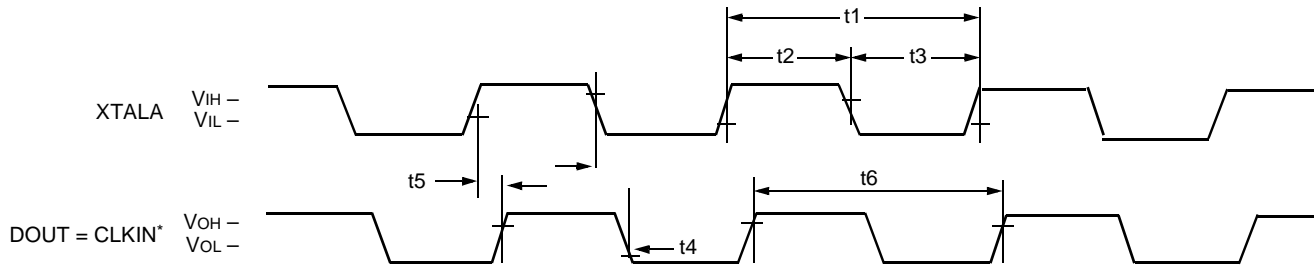 t1
t2
t3
XTALA
VIH –
VIL –
t5
t6
DOUT = CLKIN*
VOH –
VOL –
t4